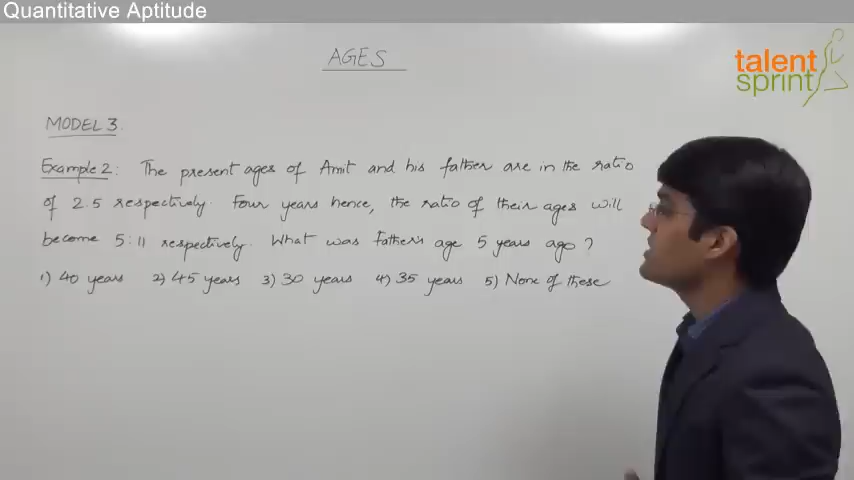 Quantitative Aptitude
talent
sprint
AGES
MODEL 3.
Example 2: The present ages of Amit and his father are in the ratio
of 2:5 respectively. Four years hence, the ratio of their ages will
become 5:11 respectively. What was father's age 5 years ago?
1) 40 years 2) 45 years 3) 30 years 4) 35 years 5) None of these